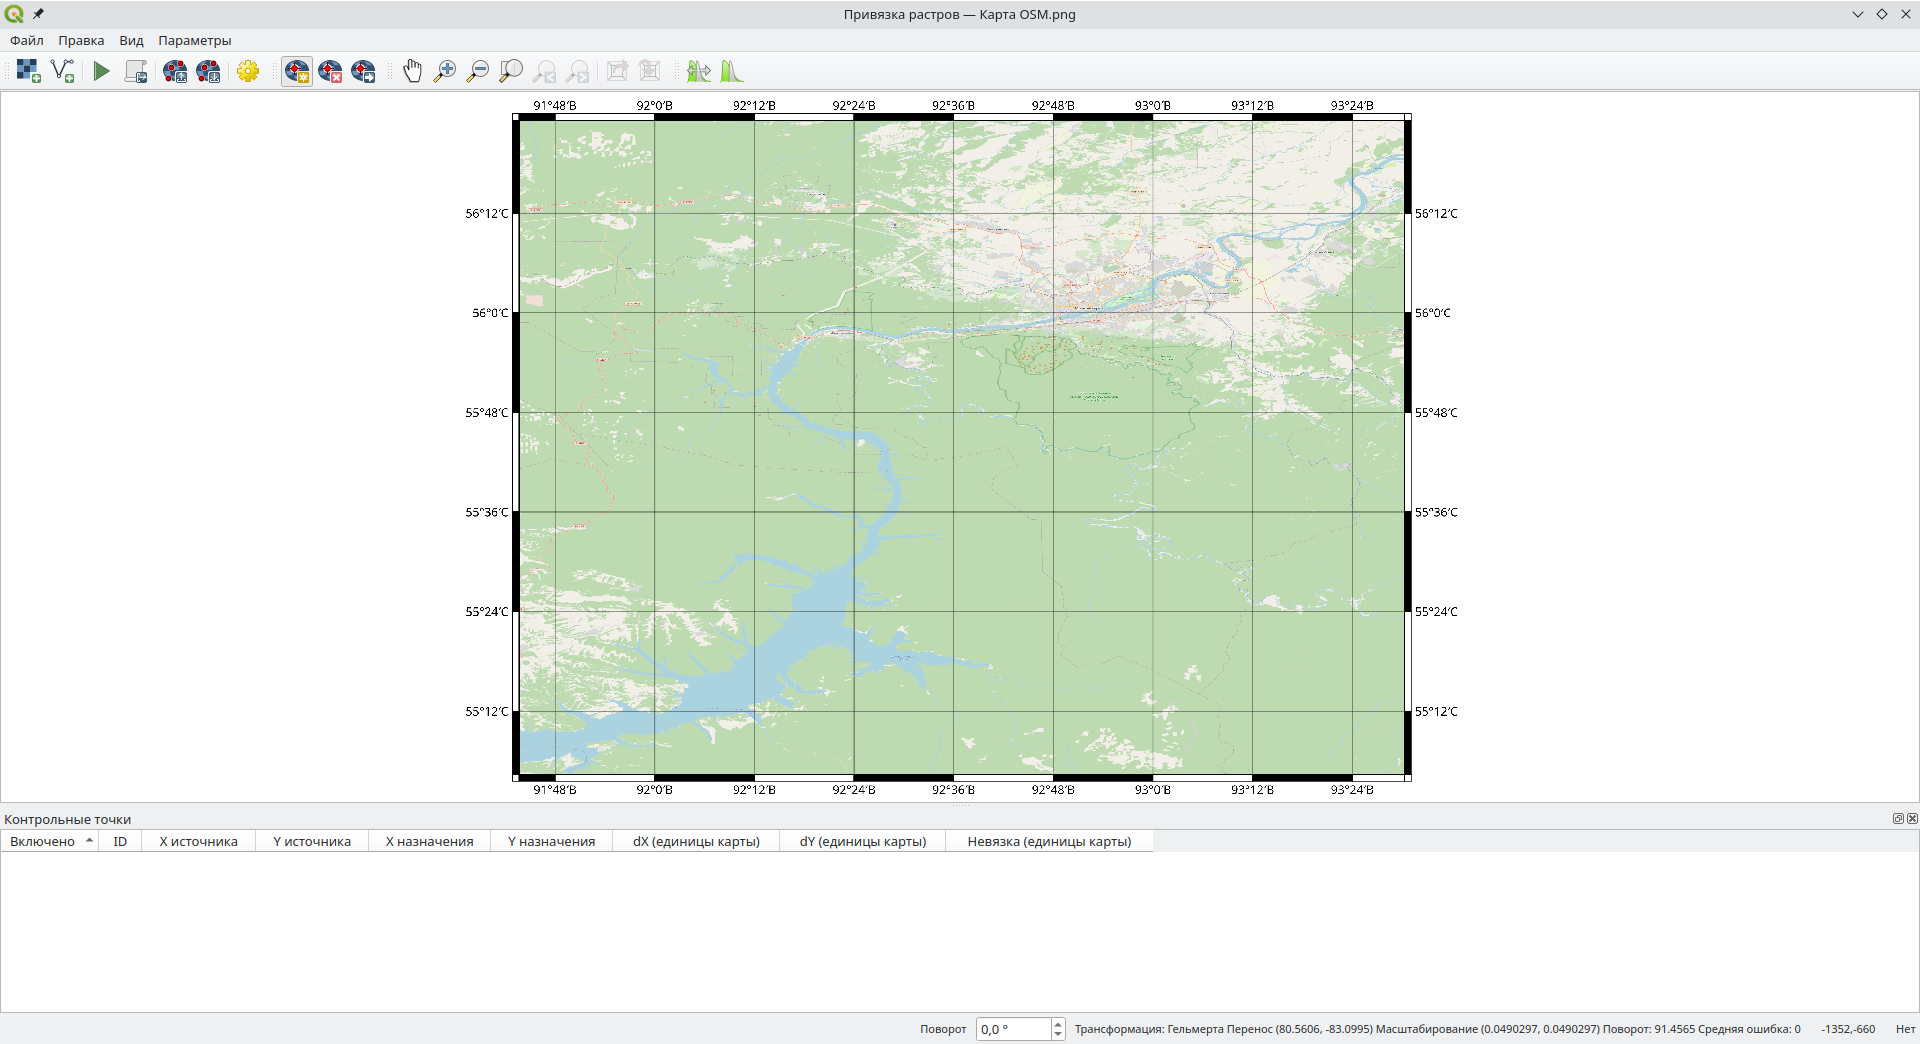 Привязка растров — Карта OSM.png
Файл Правка Вид Параметры
91°48′В 92°0′В 92°12′В 92°24′В 92°36′В 92°48′В 93°0′В 93°12′В 93°24′В
56°12′С 56°12′С
56°0′С 56°0′С
55°48′С 55°48′С
55°36′С 55°36′С
55°24′С 55°24′С
55°12′С 55°12′С
91°48′В 92°0′В 92°12′В 92°24′В 92°36′В 92°48′В 93°0′В 93°12′В 93°24′В
Контрольные точки
Включено ID X источника Y источника X назначения Y назначения dX (единицы карты) dY (единицы карты) Невязка (единицы карты)
Поворот 0,0 ° Трансформация: Гельмерта Перенос (80.5606, -83.0995) Масштабирование (0.0490297, 0.0490297) Поворот: 91.4565 Средняя ошибка: 0 -1352,-660 Нет